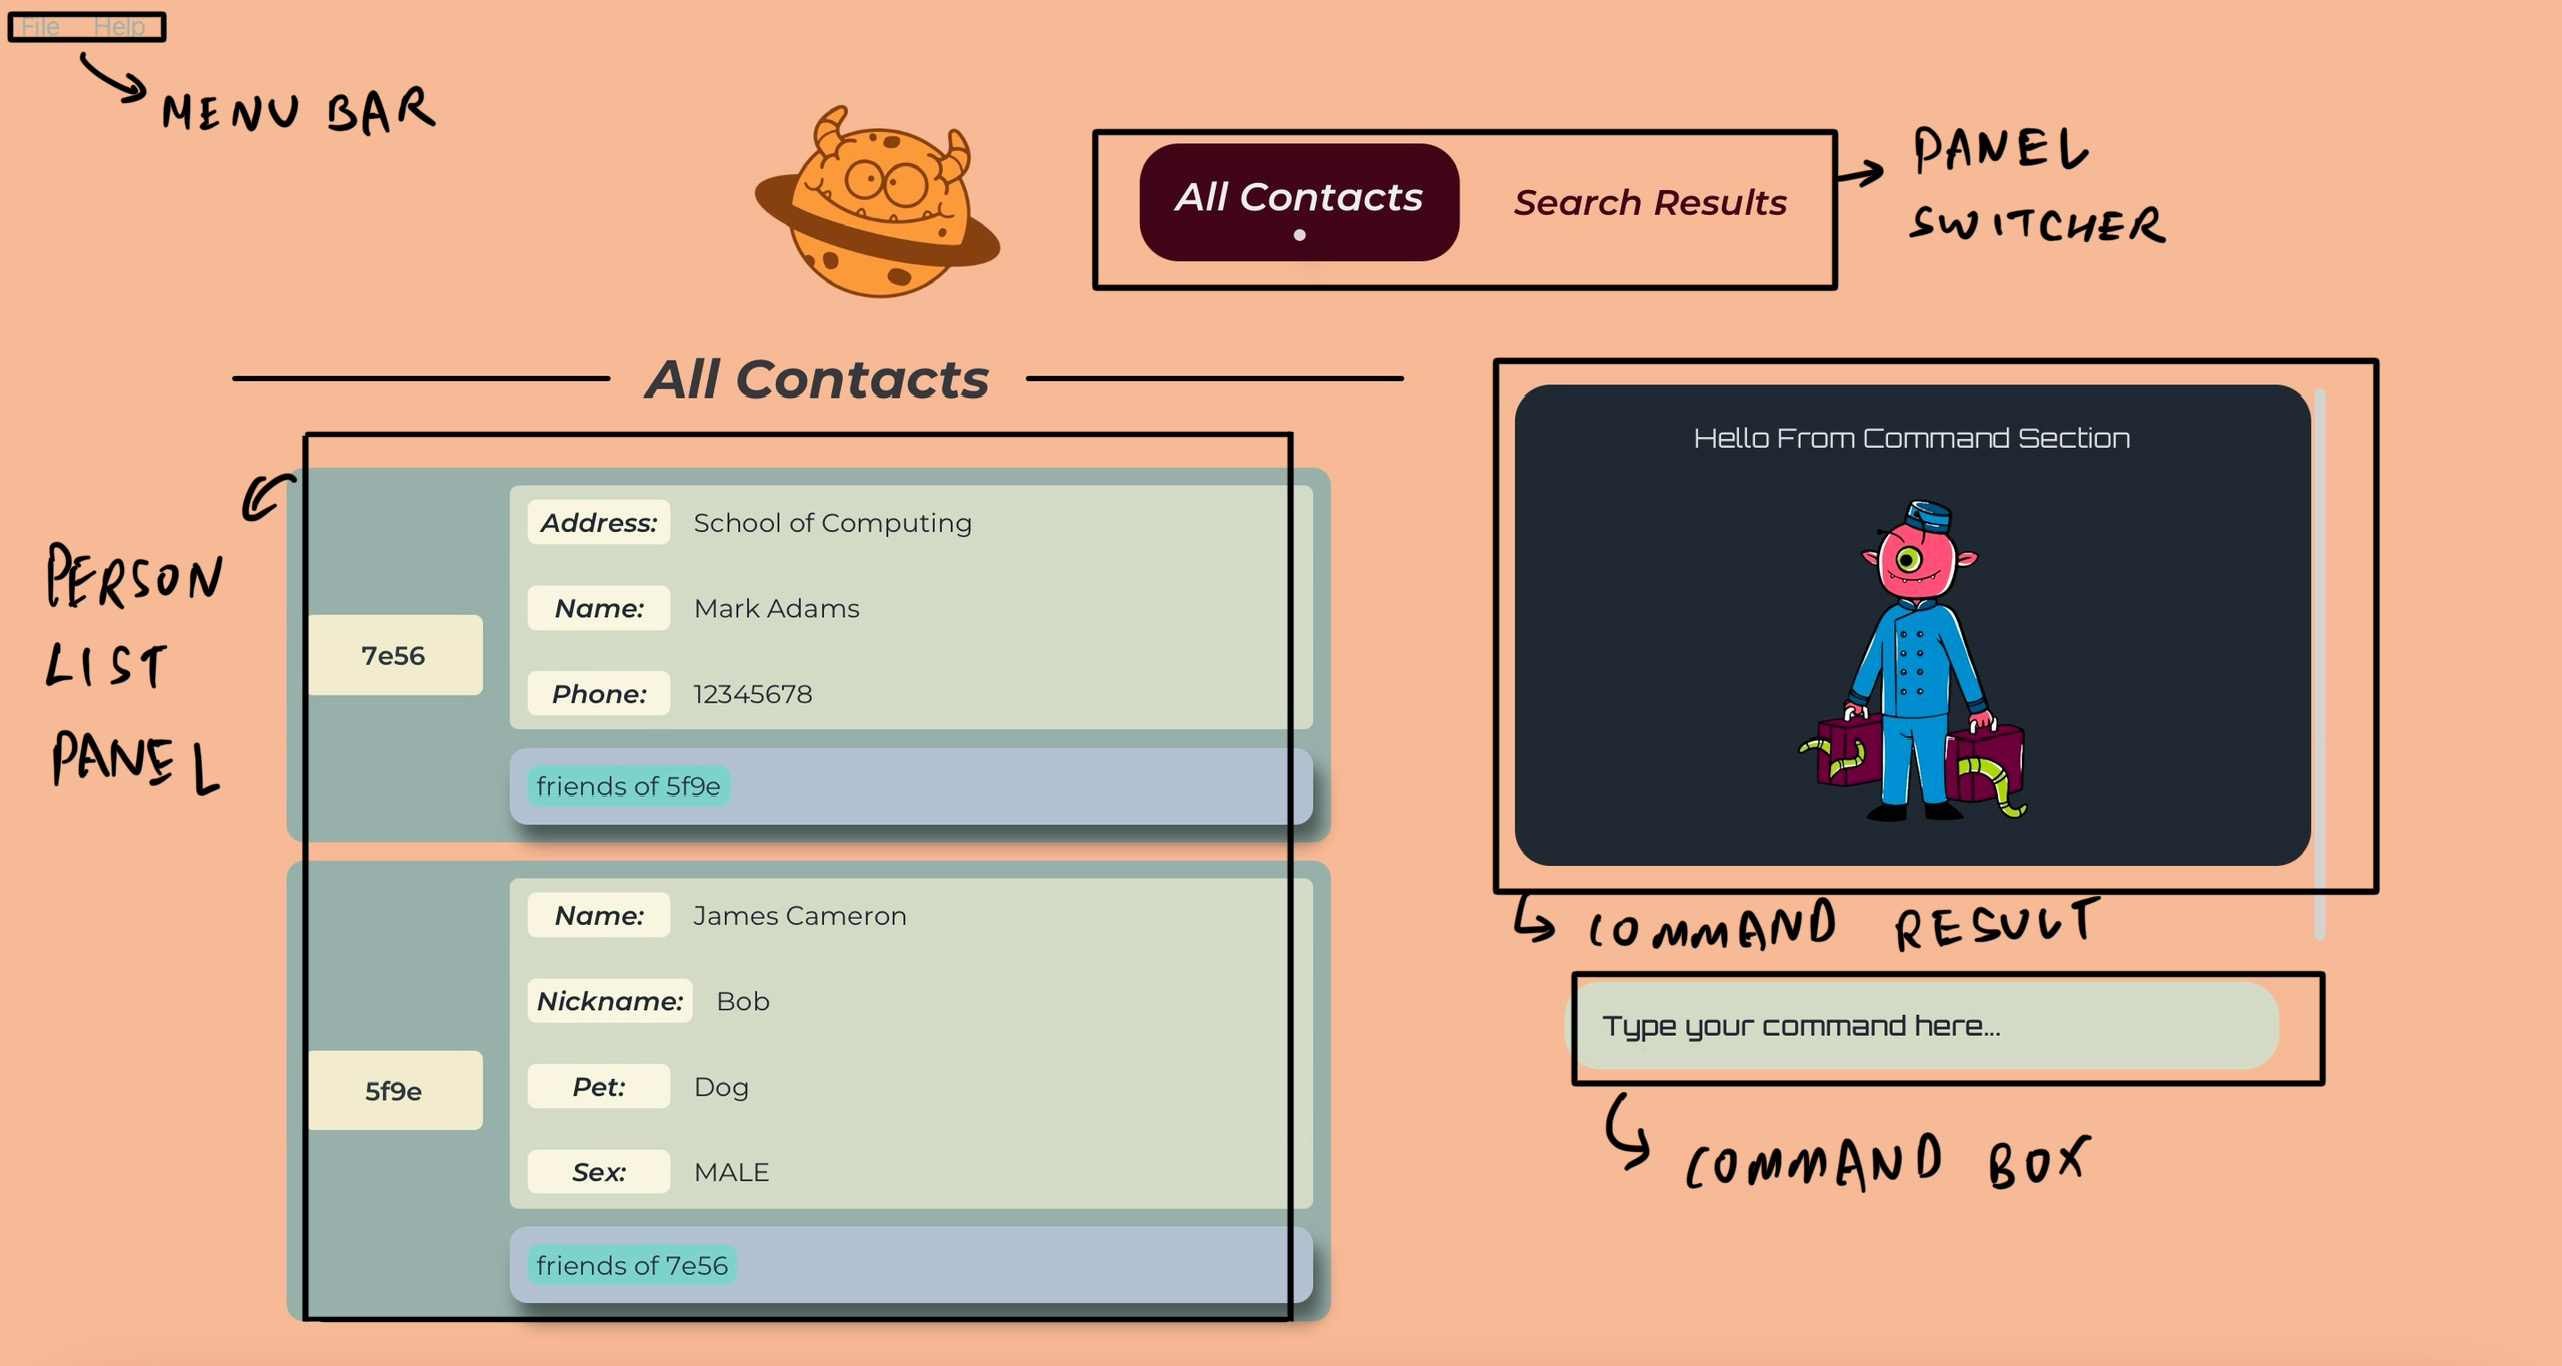 File Help
MENU BAR
All Contacts
Search Results
PANEL
SWITCHER
All Contacts
PERSON
LIST
PANEL
7e56
Address: School of Computing
Name: Mark Adams
Phone: 12345678
friends of 5f9e
5f9e
Name: James Cameron
Nickname: Bob
Pet: Dog
Sex: MALE
friends of 7e56
Hello From Command Section
COMMAND RESULT
Type your command here...
COMMAND BOX